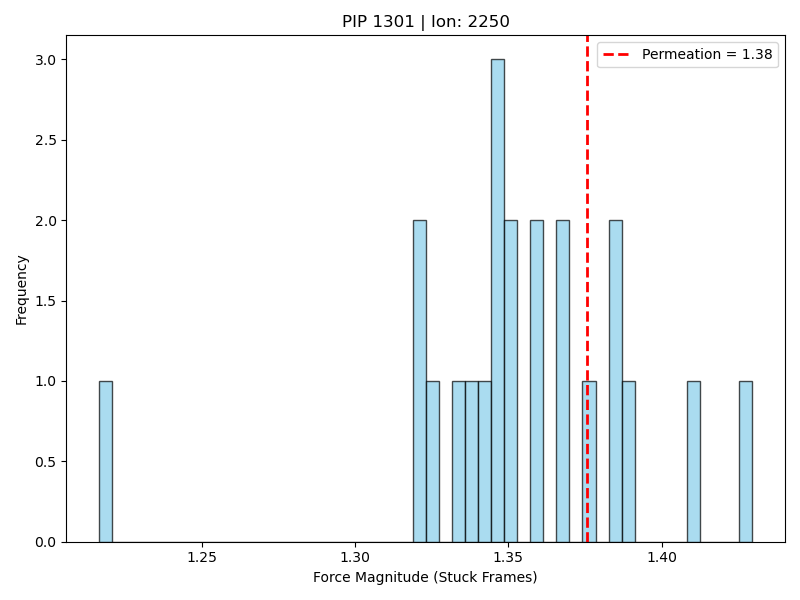 PIP 1301 | Ion: 2250
Permeation = 1.38
3.0
2.5
2.0
1.5
1.0
0.5
0.0
Frequency
1.25 1.30 1.35 1.40
Force Magnitude (Stuck Frames)